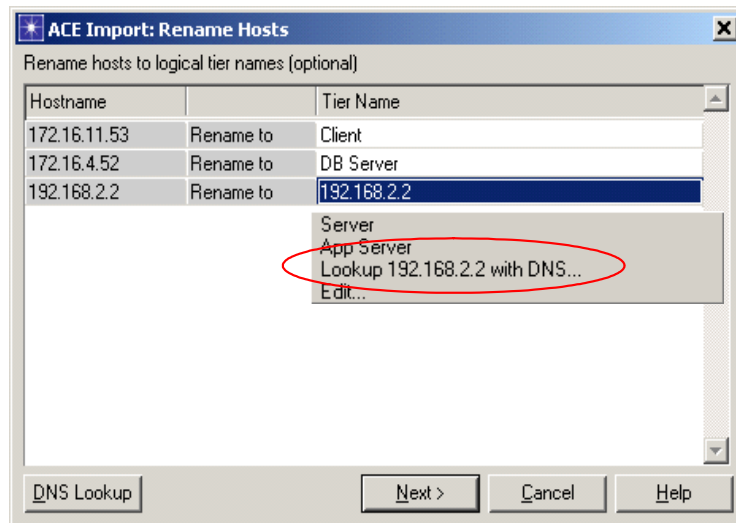 ACE Import: Rename Hosts
Rename hosts to logical tier names (optional)
Hostname Tier Name
172.16.11.53 Rename to Client
172.16.4.52 Rename to DB Server
192.168.2.2 Rename to 192.168.2.2
Server
App Server
Lookup 192.168.2.2 with DNS...
Edit...
DNS Lookup Next > Cancel Help